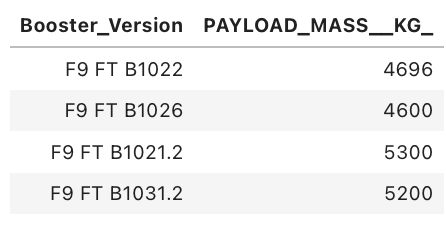 Booster_Version PAYLOAD_MASS__KG_
F9 FT B1022 4696
F9 FT B1026 4600
F9 FT B1021.2 5300
F9 FT B1031.2 5200